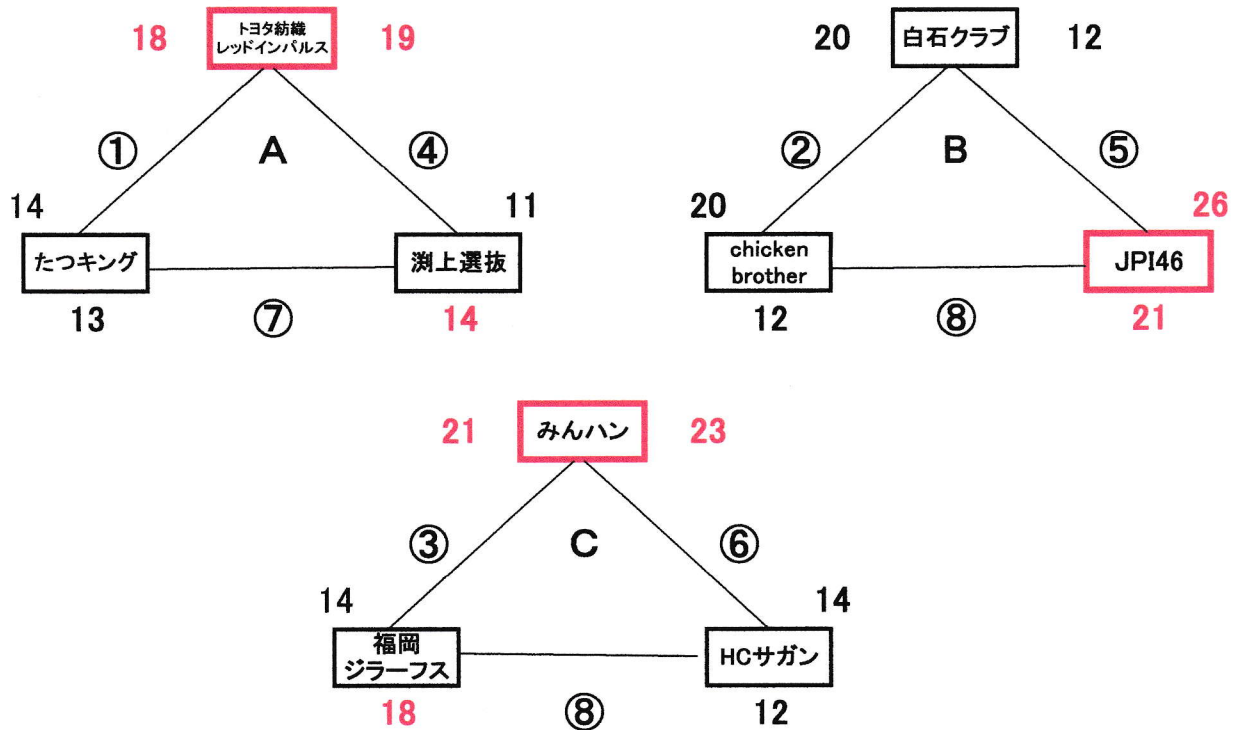 18
トヨタ紡織
レッドインパルス
19
①
A
④
14
11
たつキング
渕上選抜
13
⑦
14
20
白石クラブ
12
②
B
⑤
20
26
chicken
brother
JPI46
12
⑧
21
21
みんハン
23
③
C
⑥
14
14
福岡
ジラーフス
HCサガン
18
⑧
12